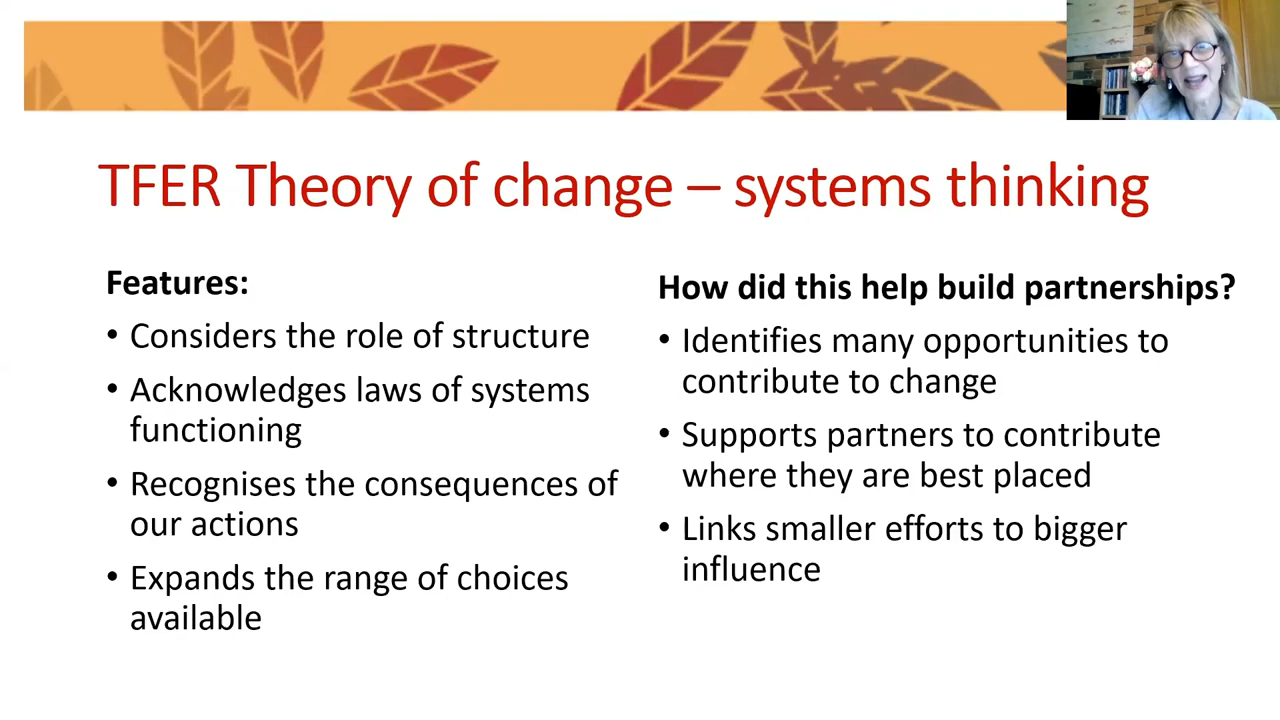 TFER Theory of change – systems thinking
Features:
• Considers the role of structure
• Acknowledges laws of systems
functioning
• Recognises the consequences of
our actions
• Expands the range of choices
available
How did this help build partnerships?
• Identifies many opportunities to
contribute to change
• Supports partners to contribute
where they are best placed
• Links smaller efforts to bigger
influence